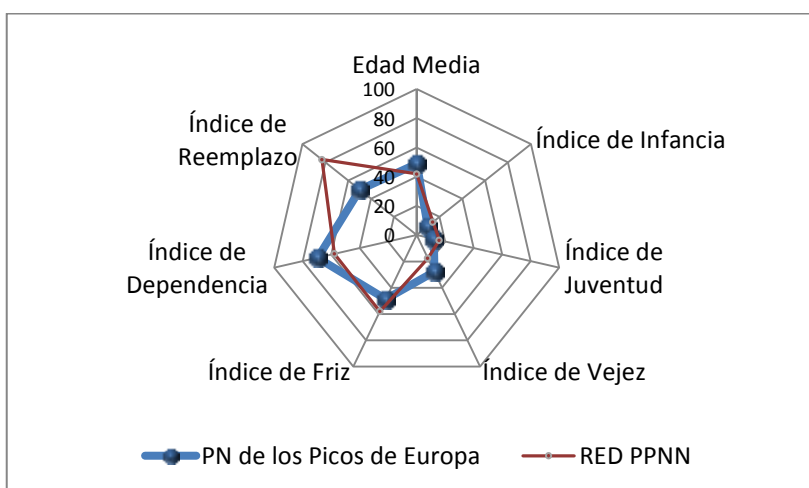 Edad Media
100
80
60
40
20
0
Índice de Infancia
Índice de
Juventud
Índice de Vejez
Índice de Friz
Índice de
Dependencia
Índice de
Reemplazo
PN de los Picos de Europa
RED PPNN